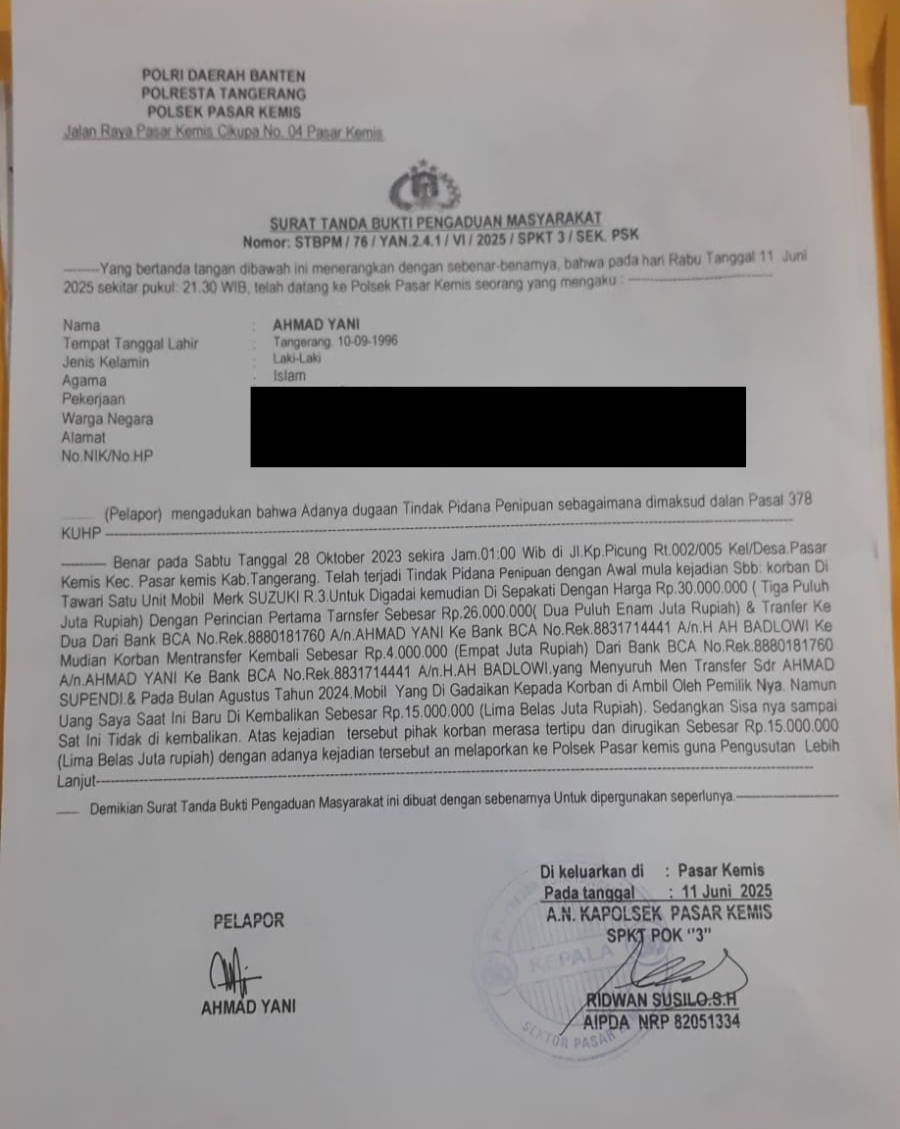 POLRI DAERAH BANTEN
POLRESTA TANGERANG
POLSEK PASAR KEMIS
Jalan Raya Pasar Kemis Cikupa No. 04 Pasar Kemis
SURAT TANDA BUKTI PENGADUAN MASYARAKAT
Nomor: STBPM / 76 / YAN.2.4.1 / VI / 2025 / SPKT 3 / SEK. PSK
--------Yang bertanda tangan dibawah ini menerangkan dengan sebenar-benarnya, bahwa pada hari Rabu Tanggal 11 Juni
2025 sekitar pukul: 21.30 WIB, telah datang ke Polsek Pasar Kemis seorang yang mengaku : --------------------
Nama : AHMAD YANI
Tempat Tanggal Lahir : Tangerang. 10-09-1996
Jenis Kelamin : Laki-Laki
Agama : Islam
Pekerjaan
Warga Negara
Alamat
No.NIK/No.HP
(Pelapor) mengadukan bahwa Adanya dugaan Tindak Pidana Penipuan sebagaimana dimaksud dalan Pasal 378
KUHP --------------------
-------- Benar pada Sabtu Tanggal 28 Oktober 2023 sekira Jam.01:00 Wib di Jl.Kp.Picung Rt.002/005 Kel/Desa.Pasar
Kemis Kec. Pasar kemis Kab.Tangerang. Telah terjadi Tindak Pidana Penipuan dengan Awal mula kejadian Sbb: korban Di
Tawari Satu Unit Mobil Merk SUZUKI R.3.Untuk Digadai kemudian Di Sepakati Dengan Harga Rp.30.000.000 ( Tiga Puluh
Juta Rupiah) Dengan Perincian Pertama Tarnsfer Sebesar Rp.26.000.000( Dua Puluh Enam Juta Rupiah) & Tranfer Ke
Dua Dari Bank BCA No.Rek.8880181760 A/n.AHMAD YANI Ke Bank BCA No.Rek.8831714441 A/n.H AH BADLOWI Ke
Mudian Korban Mentransfer Kembali Sebesar Rp.4.000.000 (Empat Juta Rupiah) Dari Bank BCA No.Rek.8880181760
A/n.AHMAD YANI Ke Bank BCA No.Rek.8831714441 A/n.H.AH BADLOWI.yang Menyuruh Men Transfer Sdr AHMAD
SUPENDI.& Pada Bulan Agustus Tahun 2024.Mobil Yang Di Gadaikan Kepada Korban di Ambil Oleh Pemilik Nya. Namun
Uang Saya Saat Ini Baru Di Kembalikan Sebesar Rp.15.000.000 (Lima Belas Juta Rupiah). Sedangkan Sisa nya sampai
Sat Ini Tidak di kembalikan. Atas kejadian tersebut pihak korban merasa tertipu dan dirugikan Sebesar Rp.15.000.000
(Lima Belas Juta rupiah) dengan adanya kejadian tersebut an melaporkan ke Polsek Pasar kemis guna Pengusutan Lebih
Lanjut--------------------
---- Demikian Surat Tanda Bukti Pengaduan Masyarakat ini dibuat dengan sebenarnya Untuk dipergunakan seperlunya.--------------------
Di keluarkan di : Pasar Kemis
Pada tanggal : 11 Juni 2025
A.N. KAPOLSEK PASAR KEMIS
SPKT POK "3"
PELAPOR
KEPALA
AHMAD YANI
RIDWAN SUSILO.S.H
AIPDA NRP 82051334
SEKTOR PASAR